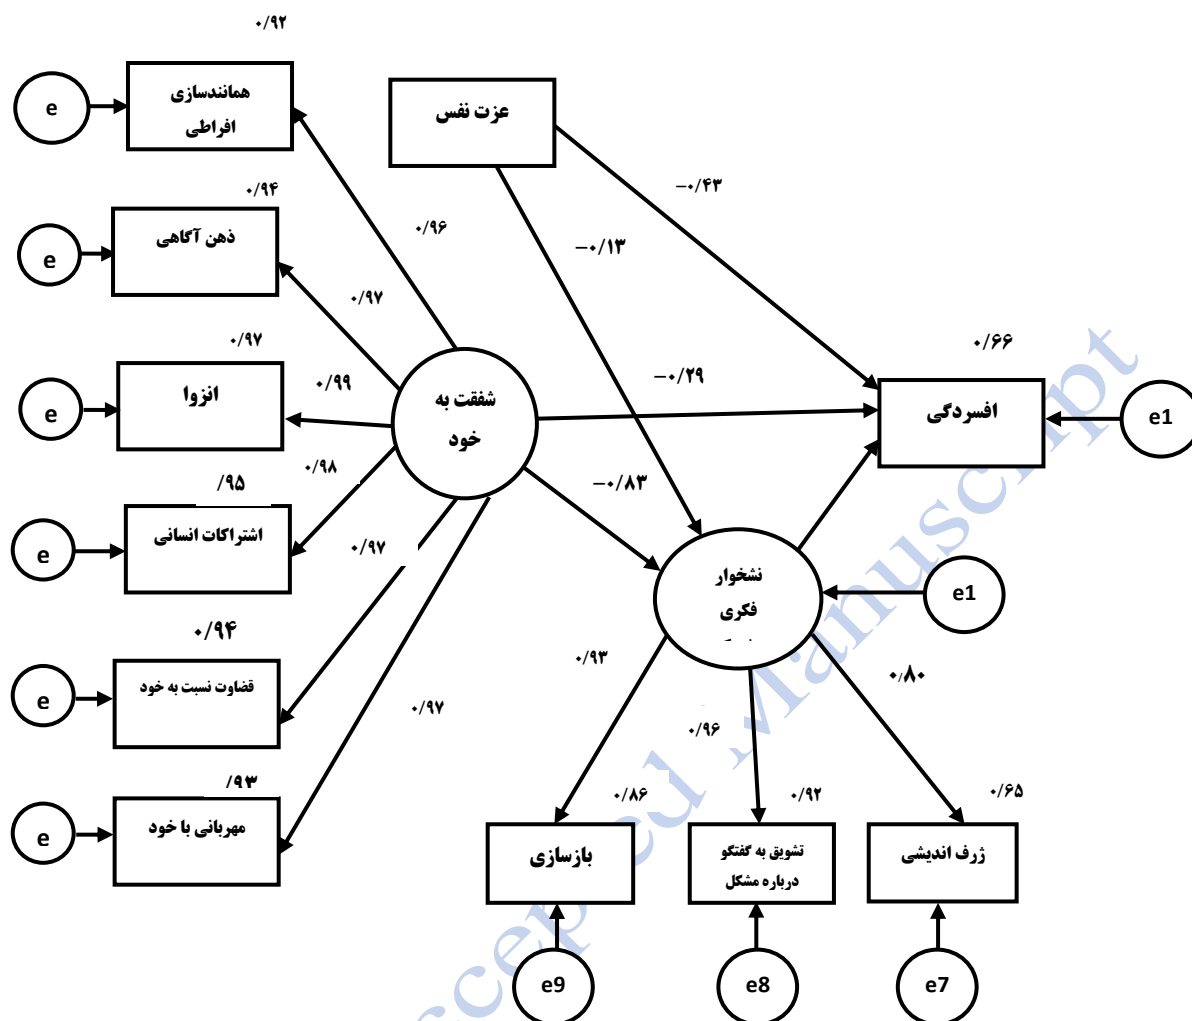 ۰/۹۲
همانندسازی
افراطی
e
عزت نفس
۰/۹۴
ذهن آگاهی
e
−۰/۴۳
۰/۹۶
−۰/۱۳
۰/۹۷
۰/۹۷
انزوا
e
۰/۹۹
شفقت به
خود
−۰/۲۹
۰/۶۶
افسردگی
e1
۰/۹۸
/۹۵
اشتراکات انسانی
e
−۰/۸۳
۰/۹۷
نشخوار
فکری
e1
۰/۹۴
قضاوت نسبت به خود
e
۰/۹۳
۰/۸۰
۰/۹۷
۰/۹۶
/۹۳
مهربانی با خود
e
۰/۸۶
۰/۹۲
۰/۶۵
بازسازی
تشویق به گفتگو
درباره مشکل
ژرف اندیشی
e9
e8
e7
Accepted Manuscript